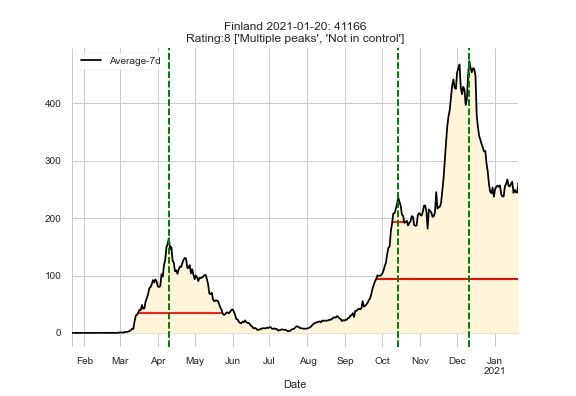 Finland 2021-01-20: 41166
Rating:8 ['Multiple peaks', 'Not in control']
Average-7d
400
300
200
100
0
Feb Mar Apr May Jun Jul Aug Sep Oct Nov Dec Jan
2021
Date